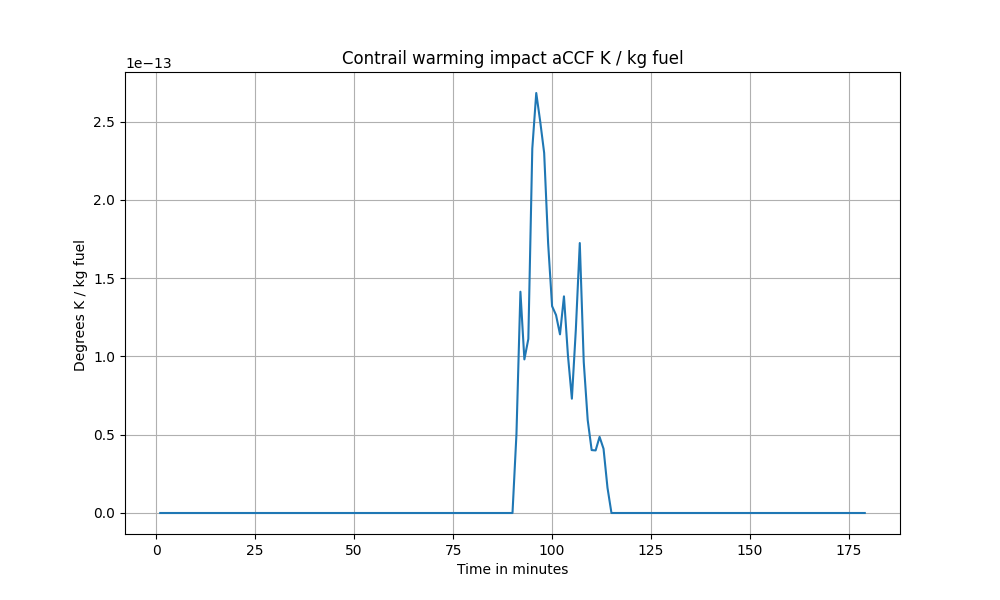 Contrail warming impact aCCF K / kg fuel
1e−13
2.5
2.0
1.5
1.0
0.5
0.0
Degrees K / kg fuel
0 25 50 75 100 125 150 175
Time in minutes